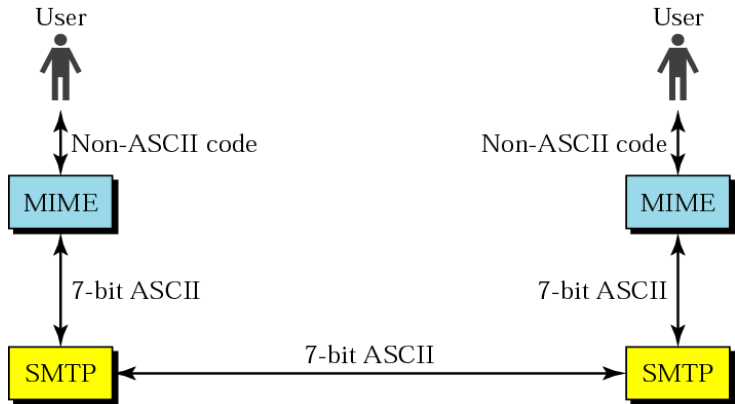 User User
Non-ASCII code Non-ASCII code
MIME MIME
7-bit ASCII 7-bit ASCII
7-bit ASCII
SMTP SMTP